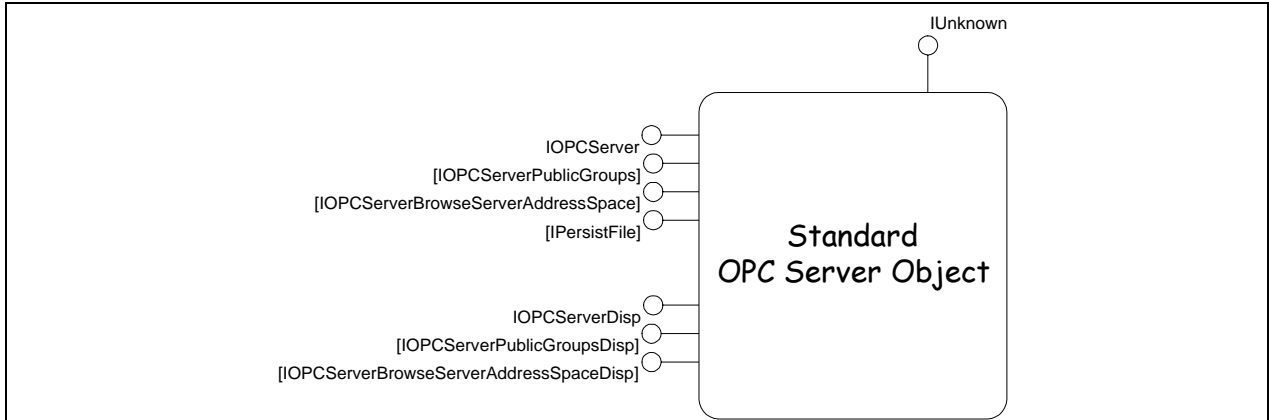 IUnknown
IOPCServer
[IOPCServerPublicGroups]
[IOPCServerBrowseServerAddressSpace]
[IPersistFile]
Standard
OPC Server Object
IOPCServerDisp
[IOPCServerPublicGroupsDisp]
[IOPCServerBrowseServerAddressSpaceDisp]